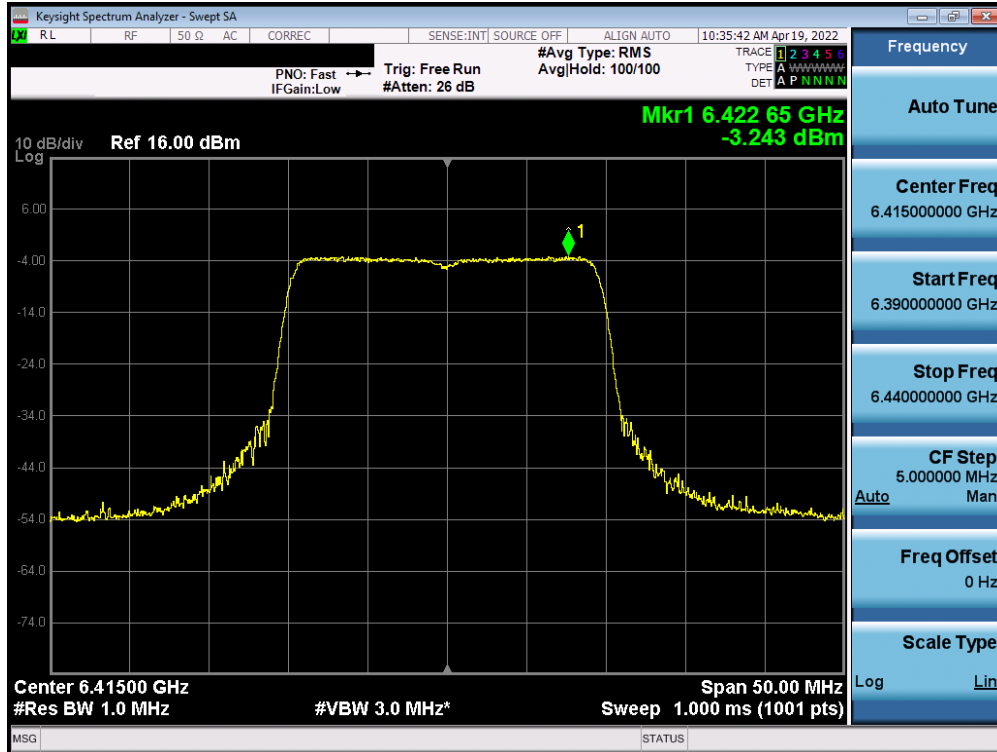 Keysight Spectrum Analyzer - Swept SA
LXI RL RF 50 Ω AC CORREC SENSE:INT SOURCE OFF ALIGN AUTO 10:35:42 AM Apr 19, 2022
PNO: Fast
IFGain:Low
Trig: Free Run
#Atten: 26 dB
#Avg Type: RMS
Avg|Hold: 100/100
TRACE 1 2 3 4 5 6
TYPE A WWWWW
DET A P N N N N
Mkr1 6.422 65 GHz
-3.243 dBm
10 dB/div Ref 16.00 dBm
Log
1
6.00
-4.00
-14.0
-24.0
-34.0
-44.0
-54.0
-64.0
-74.0
Center 6.41500 GHz Span 50.00 MHz
#Res BW 1.0 MHz #VBW 3.0 MHz* Sweep 1.000 ms (1001 pts)
MSG STATUS
Frequency
Auto Tune
Center Freq
6.415000000 GHz
Start Freq
6.390000000 GHz
Stop Freq
6.440000000 GHz
CF Step
5.000000 MHz
Auto Man
Freq Offset
0 Hz
Scale Type
Log Lin